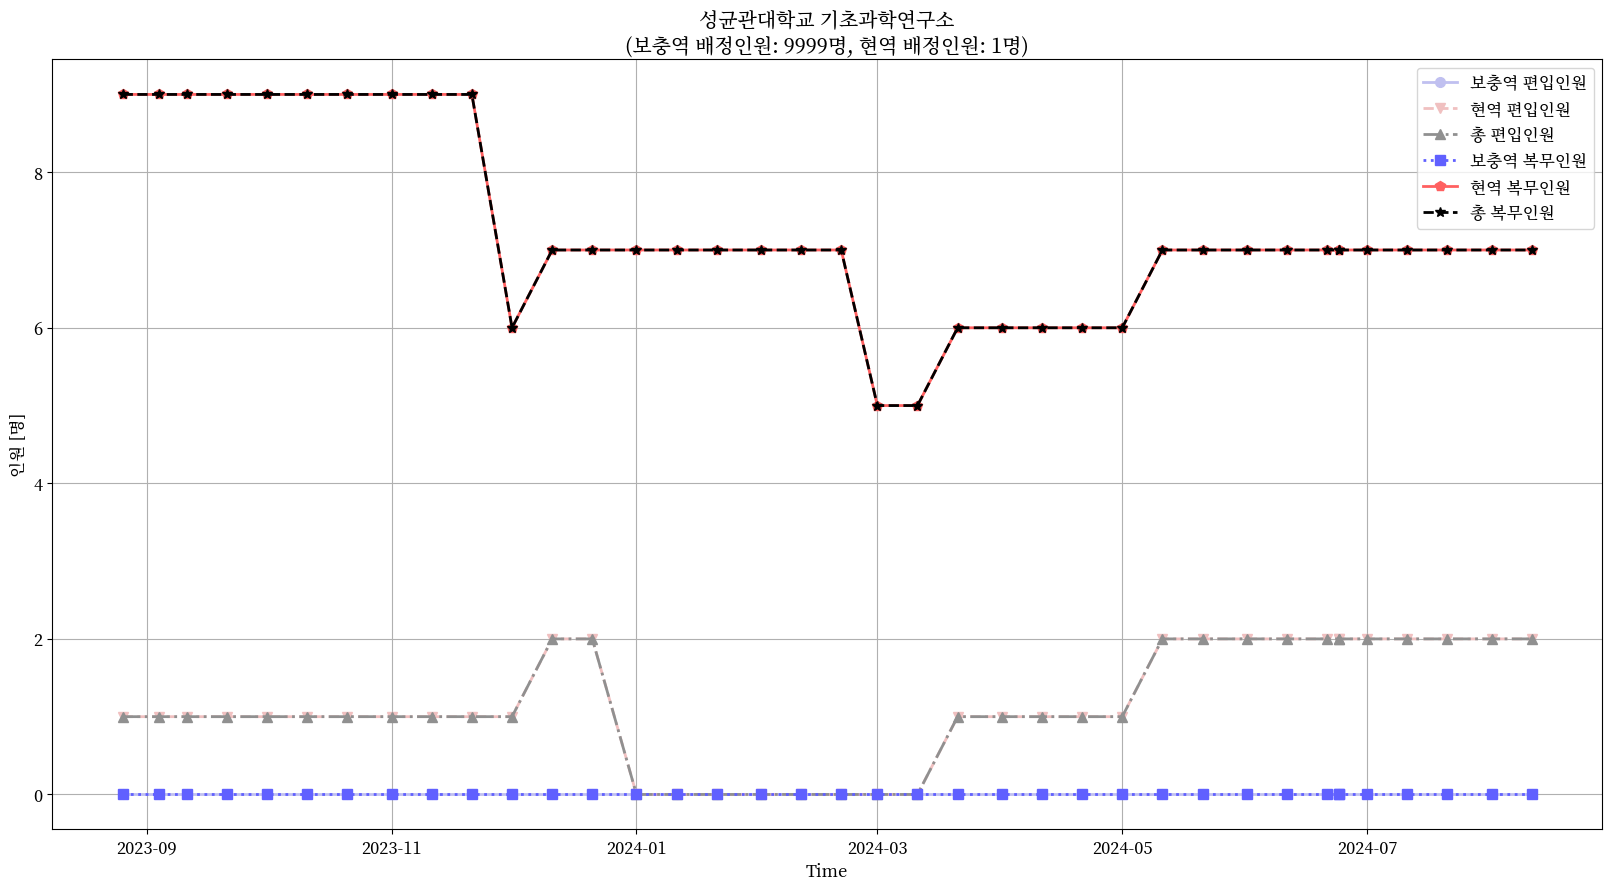 성균관대학교 기초과학연구소
(보충역 배정인원: 9999명, 현역 배정인원: 1명)
보충역 편입인원
현역 편입인원
총 편입인원
보충역 복무인원
현역 복무인원
총 복무인원
인원 [명]
8
6
4
2
0
2023-09
2023-11
2024-01
2024-03
2024-05
2024-07
Time